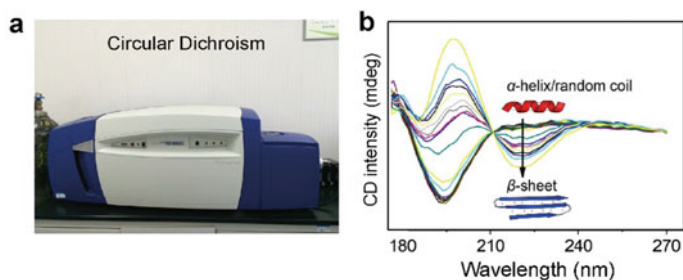 a
Circular Dichroism
b
CD intensity (mdeg)
α-helix/random coil
β-sheet
180 210 240 270
Wavelength (nm)